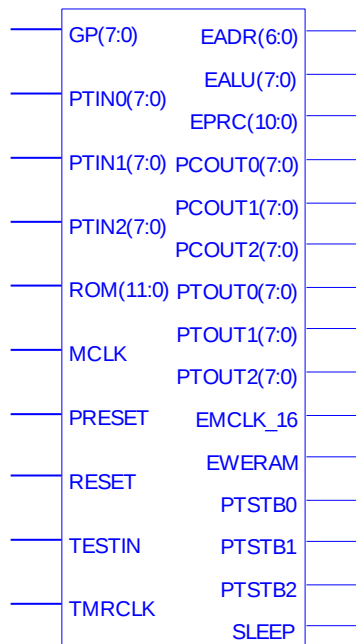 GP(7:0)
PTIN0(7:0)
PTIN1(7:0)
PTIN2(7:0)
ROM(11:0)
MCLK
PRESET
RESET
TESTIN
TMRCLK
EADR(6:0)
EALU(7:0)
EPRC(10:0)
PCOUT0(7:0)
PCOUT1(7:0)
PCOUT2(7:0)
PTOUT0(7:0)
PTOUT1(7:0)
PTOUT2(7:0)
EMCLK_16
EWERAM
PTSTB0
PTSTB1
PTSTB2
SLEEP